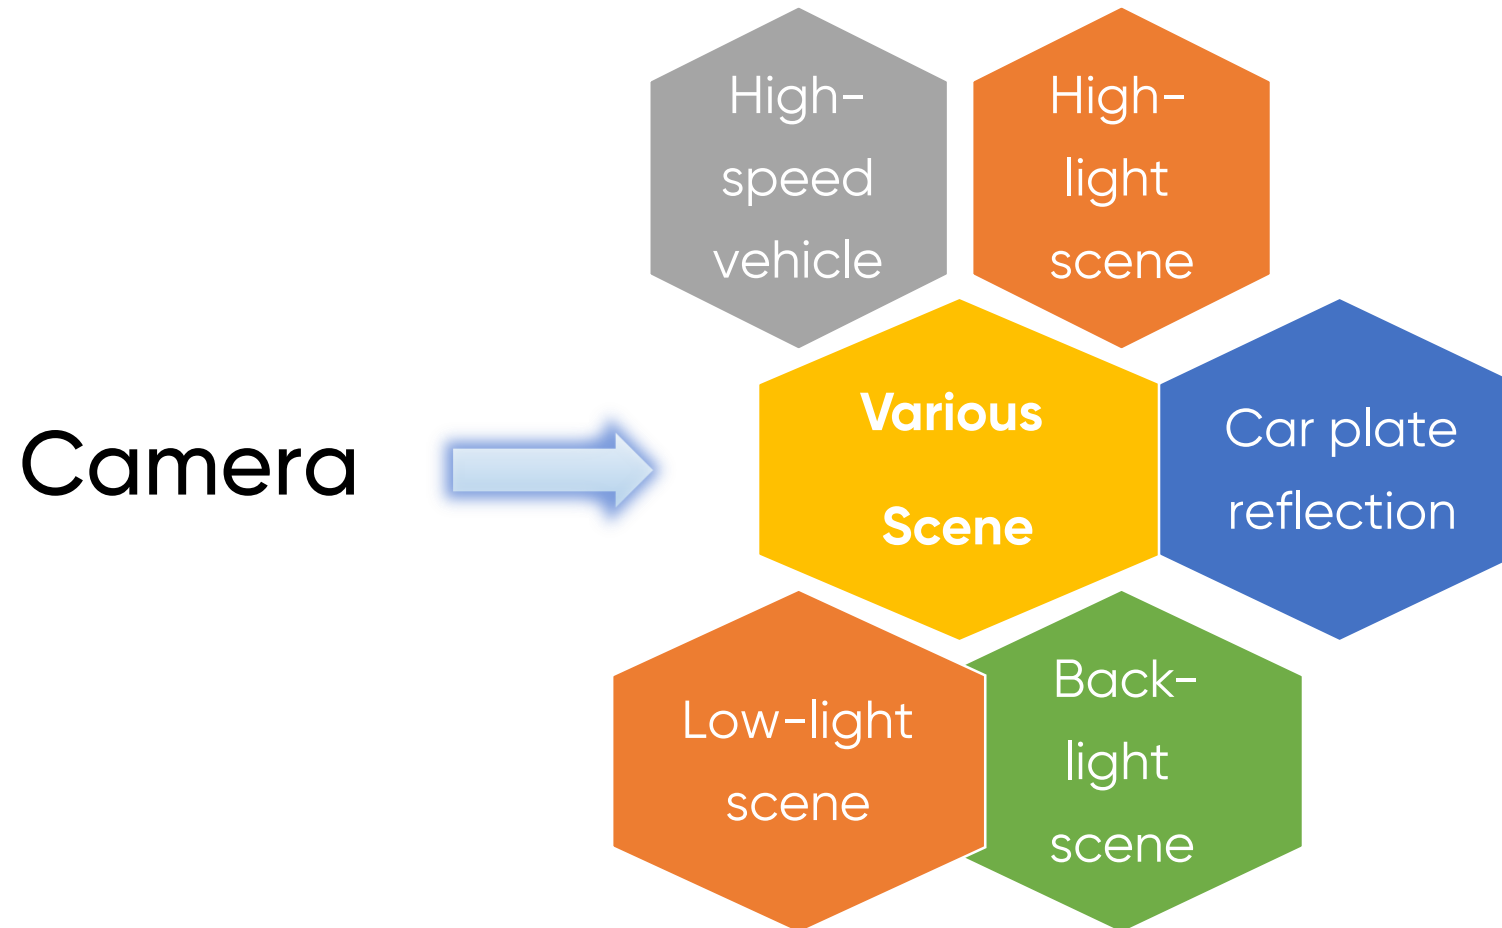 High-
speed
vehicle
High-
light
scene
Camera
Various
Scene
Car plate
reflection
Low-light
scene
Back-
light
scene